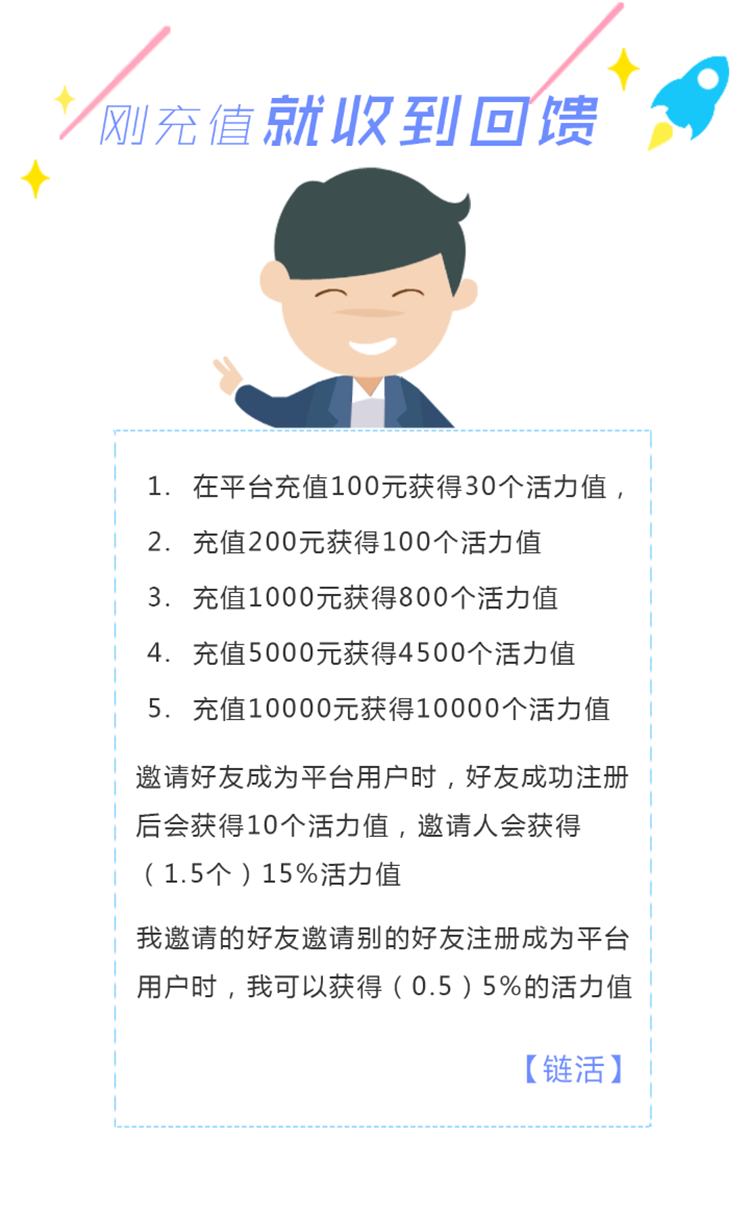 刚充值就收到回馈
1. 在平台充值100元获得30个活力值，
2. 充值200元获得100个活力值
3. 充值1000元获得800个活力值
4. 充值5000元获得4500个活力值
5. 充值10000元获得10000个活力值
邀请好友成为平台用户时，好友成功注册
后会获得10个活力值，邀请人会获得
（1.5个）15%活力值
我邀请的好友邀请别的好友注册成为平台
用户时，我可以获得（0.5）5%的活力值
【链活】